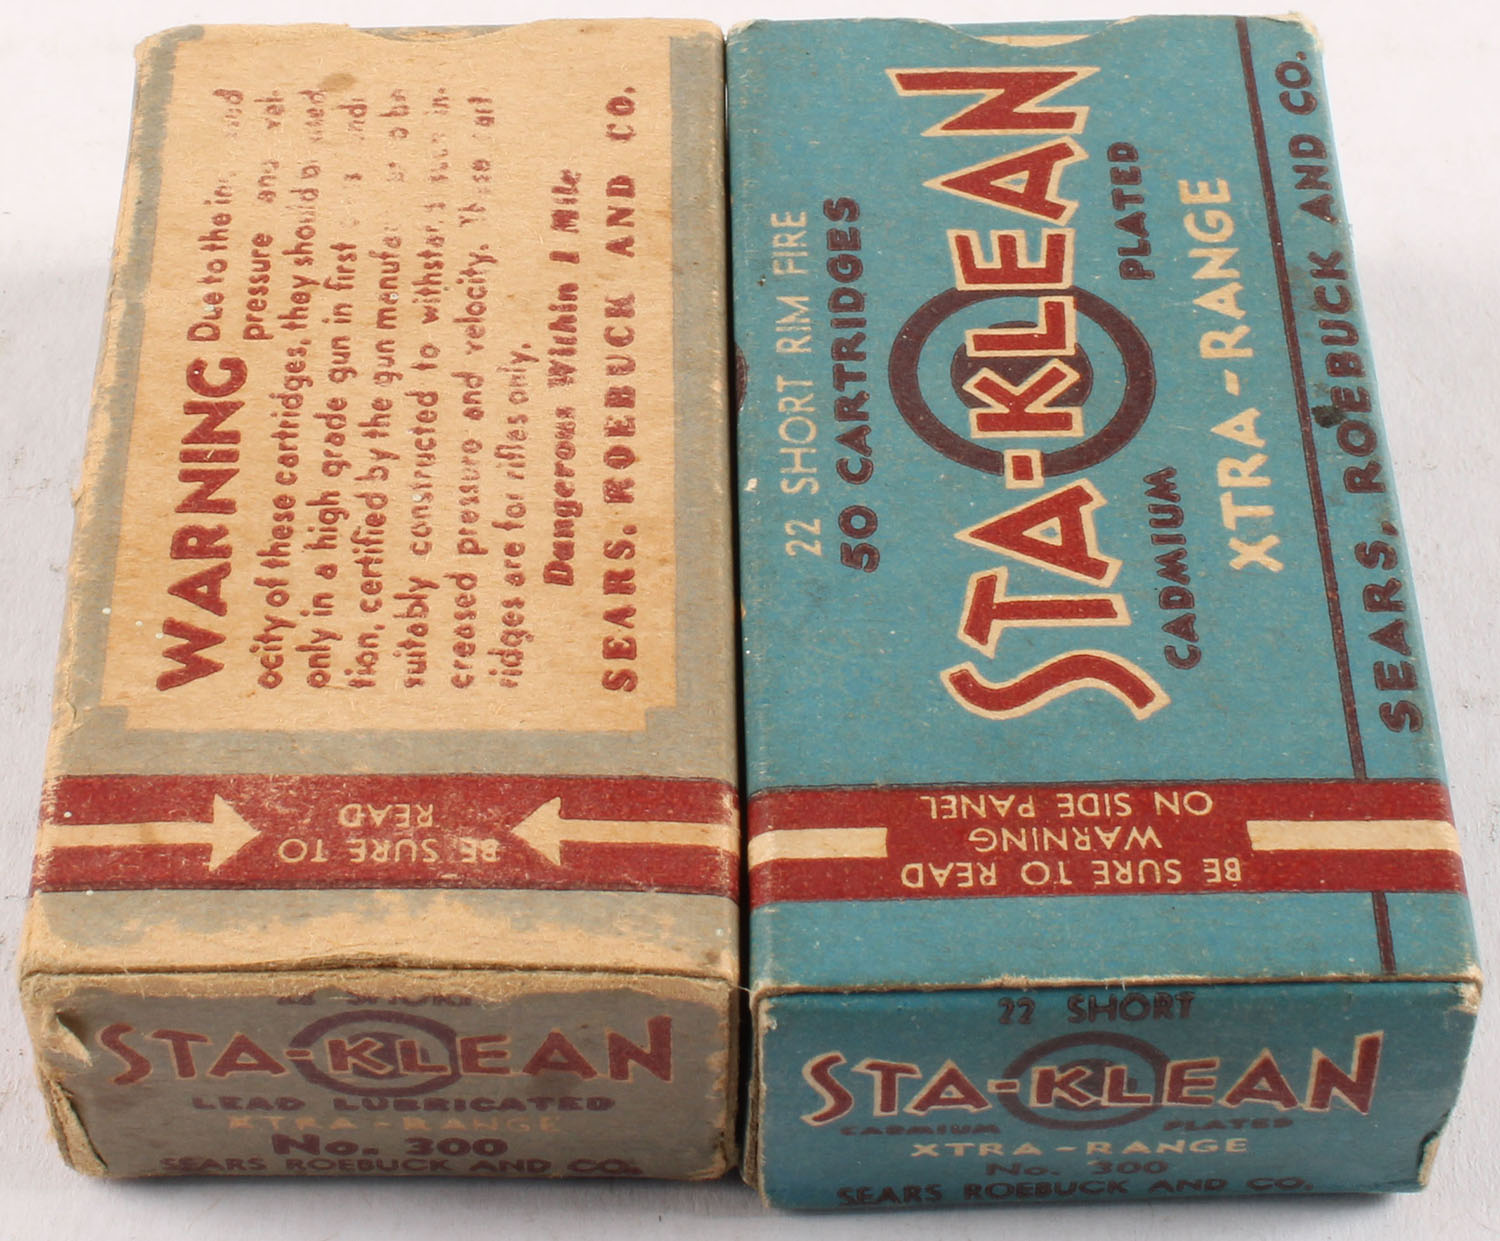 WARNING Due to the
pressure and vel-
ocity of these cartridges, they should
only in a high grade gun in first
tion, certified by the gun
suitably constructed to
creased pressure and velocity.
ridges are for rifles only.
Dangerous Within 1 Mile
SEARS, ROEBUCK AND CO.
BE SURE TO
READ
22 SHORT
STA-KLEAN
LEAD LUBRICATED
XTRA-RANGE
No. 300
SEARS ROEBUCK AND CO.
22 SHORT RIM FIRE
50 CARTRIDGES
STA-KLEAN
CADMIUM PLATED
XTRA-RANGE
SEARS, ROEBUCK AND CO.
BE SURE TO READ
WARNING
ON SIDE PANEL
22 SHORT
STA-KLEAN
CADMIUM PLATED
XTRA-RANGE
No. 300
SEARS ROEBUCK AND CO.